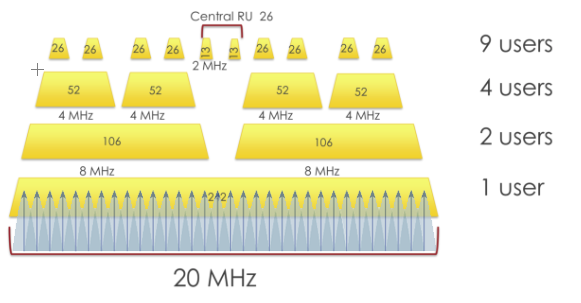 Central RU 26
26 26 26 26 13 13 26 26 26 26 9 users
2 MHz
52 52 52 52 4 users
4 MHz 4 MHz 4 MHz 4 MHz
106 106 2 users
8 MHz 8 MHz
242 1 user
20 MHz